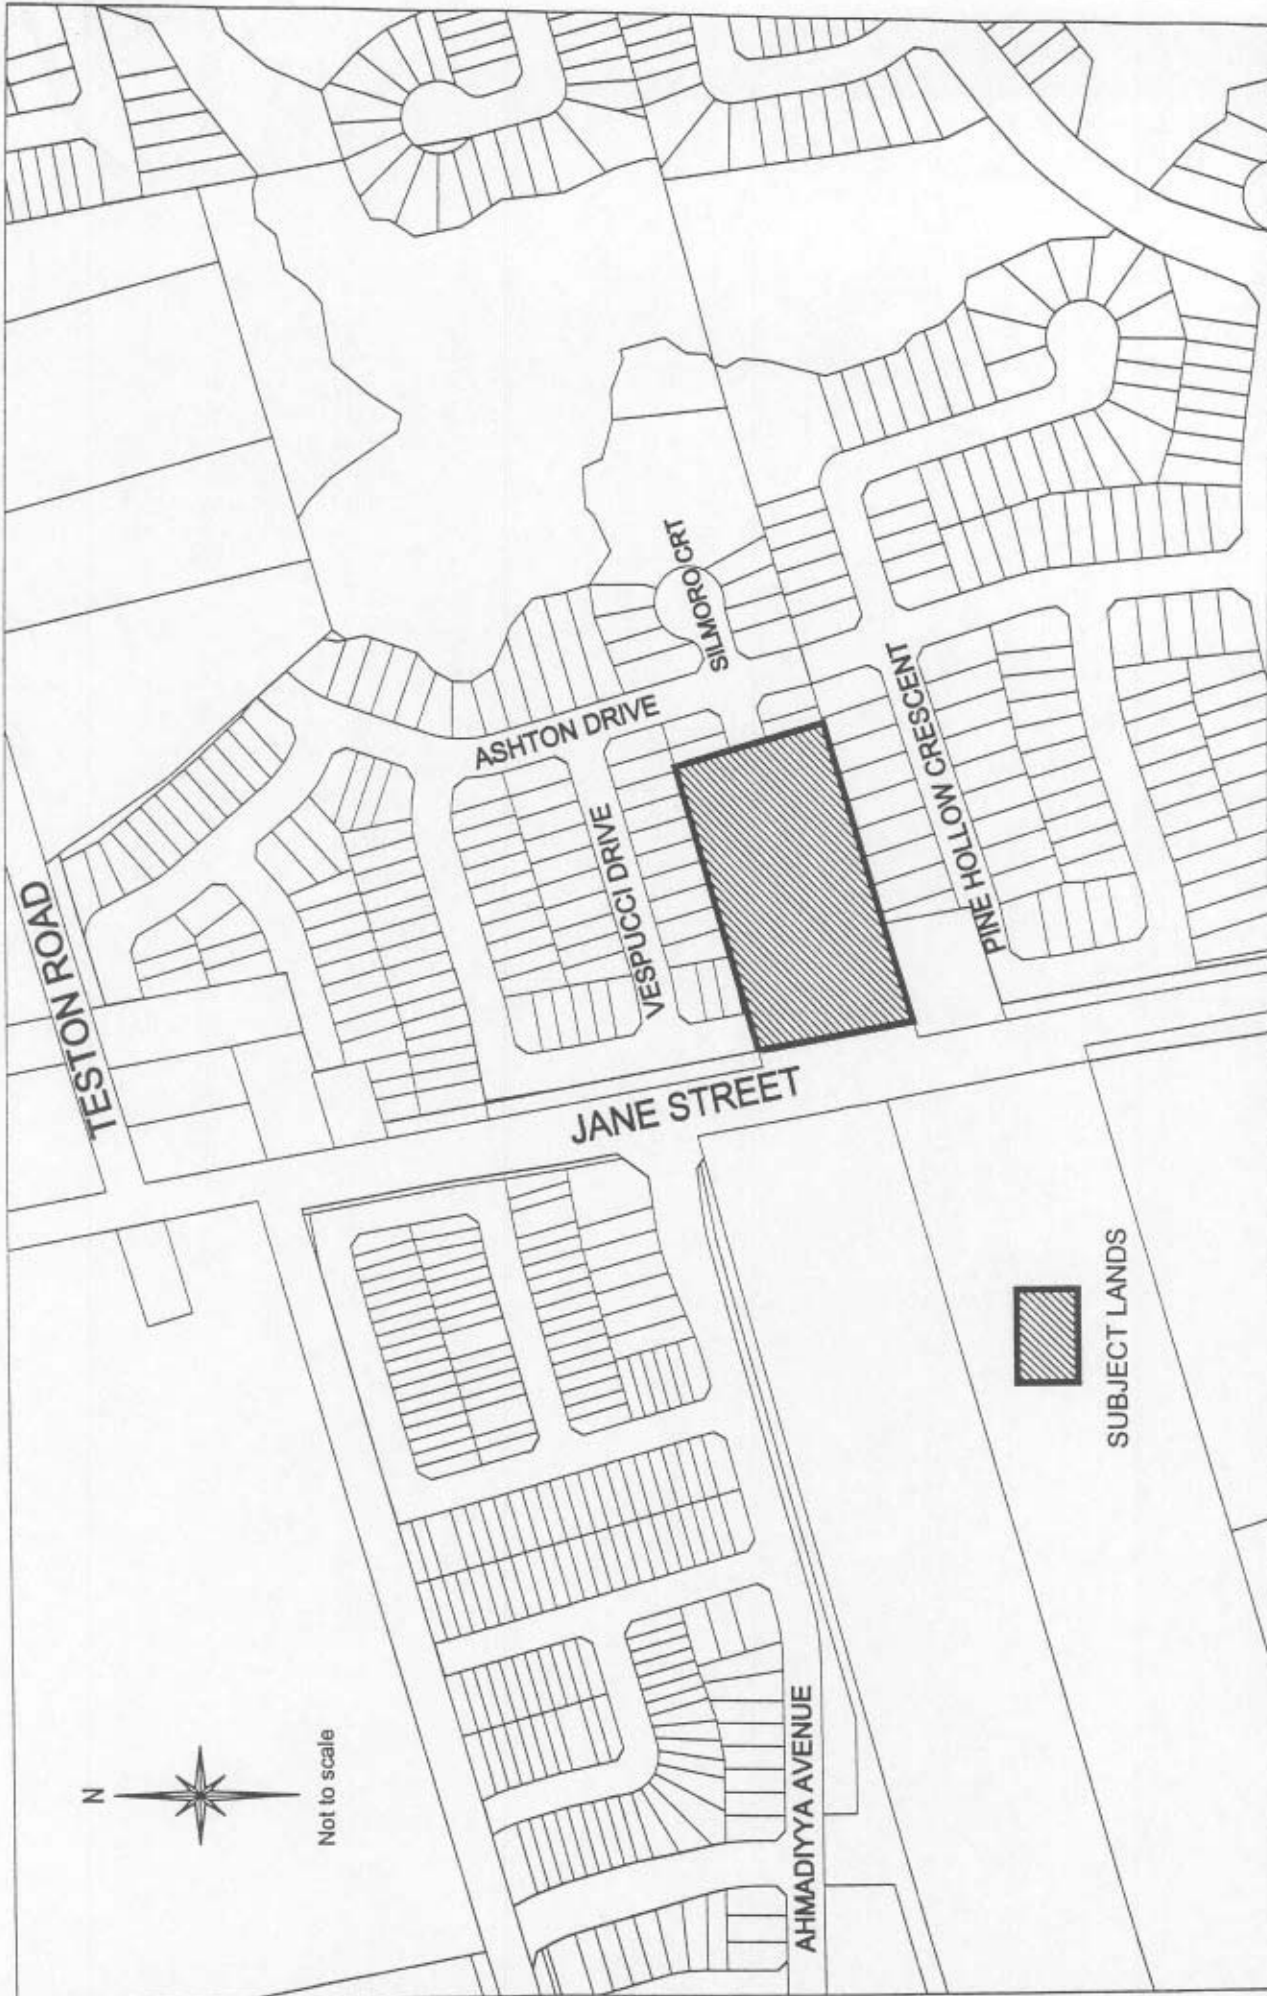 TESTON ROAD
ASHTON DRIVE
SILMORO CRT
VESPUCCI DRIVE
PINE HOLLOW CRESCENT
JANE STREET
AHMADIYYA AVENUE
SUBJECT LANDS
N
Not to scale